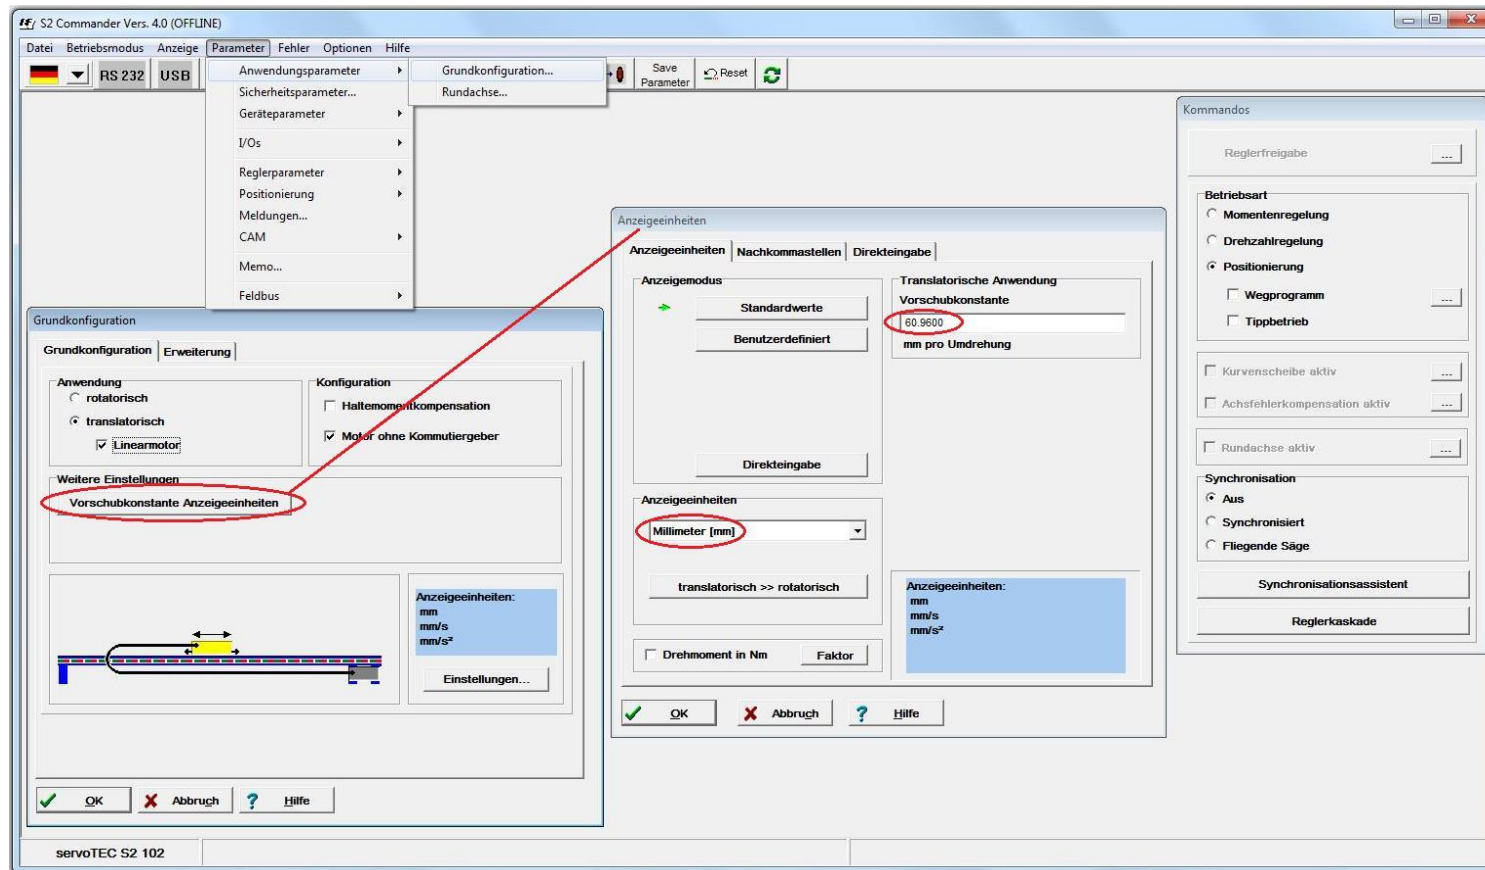 S2 Commander Vers. 4.0 (OFFLINE)
Datei Betriebsmodus Anzeige Parameter Fehler Optionen Hilfe
RS 232 USB
Save Parameter
Reset
Anwendungsparameter
Sicherheitsparameter...
Geräteparameter
I/Os
Reglerparameter
Positionierung
Meldungen...
CAM
Memo...
Feldbus
Grundkonfiguration...
Rundachse...
Grundkonfiguration
Grundkonfiguration Erweiterung
Anwendung
rotatorisch
translatorisch
Linearmotor
Konfiguration
Haltemomentkompensation
Motor ohne Kommutiergeber
Weitere Einstellungen
Vorschubkonstante Anzeigeeinheiten
Anzeigeeinheiten:
mm
mm/s
mm/s²
Einstellungen...
OK Abbruch Hilfe
Anzeigeeinheiten
Anzeigeeinheiten Nachkommastellen Direkteingabe
Anzeigemodus
Standardwerte
Benutzerdefiniert
Direkteingabe
Translatorische Anwendung
Vorschubkonstante
60.9600
mm pro Umdrehung
Anzeigeeinheiten
Millimeter [mm]
translatorisch >> rotatorisch
Drehmoment in Nm Faktor
Anzeigeeinheiten:
mm
mm/s
mm/s²
OK Abbruch Hilfe
Kommandos
Reglerfreigabe ...
Betriebsart
Momentenregelung
Drehzahlregelung
Positionierung
Wegprogramm ...
Tippbetrieb
Kurvenscheibe aktiv ...
Achsfehlerkompensation aktiv ...
Rundachse aktiv ...
Synchronisation
Aus
Synchronisiert
Fliegende Säge
Synchronisationsassistent
Reglerkaskade
servoTEC S2 102